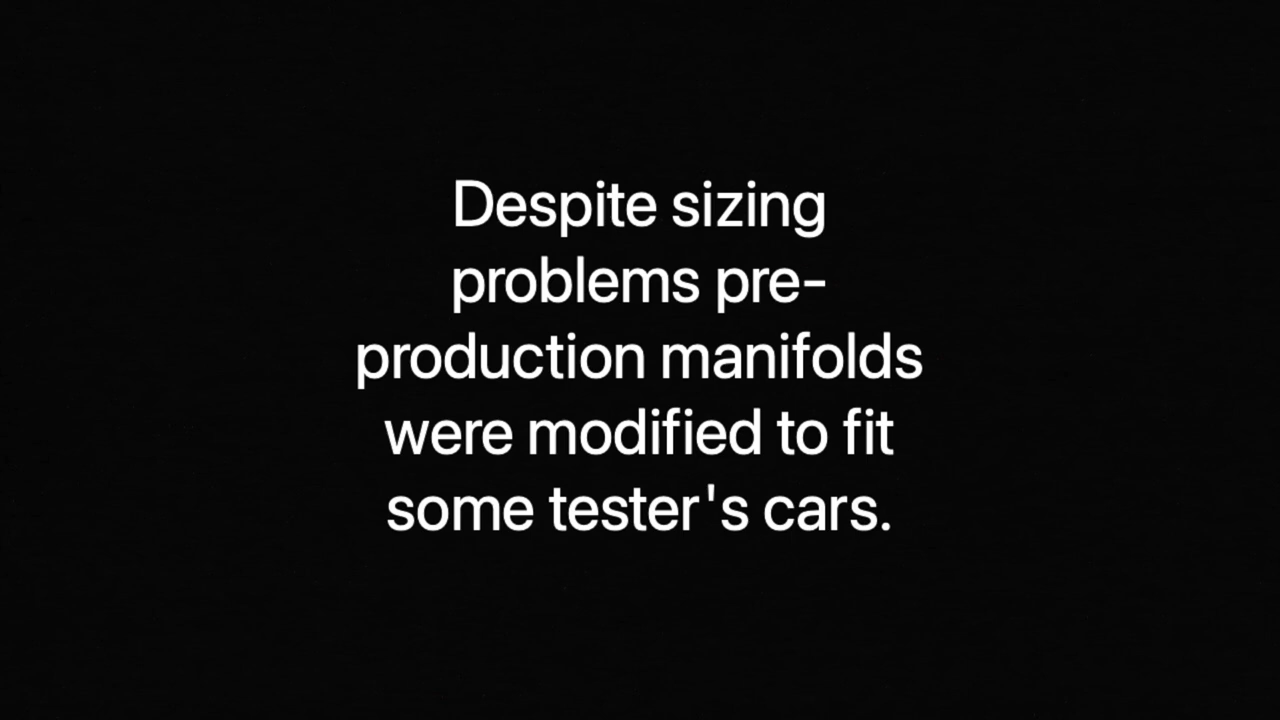 Despite sizing
problems pre-
production manifolds
were modified to fit
some tester's cars.